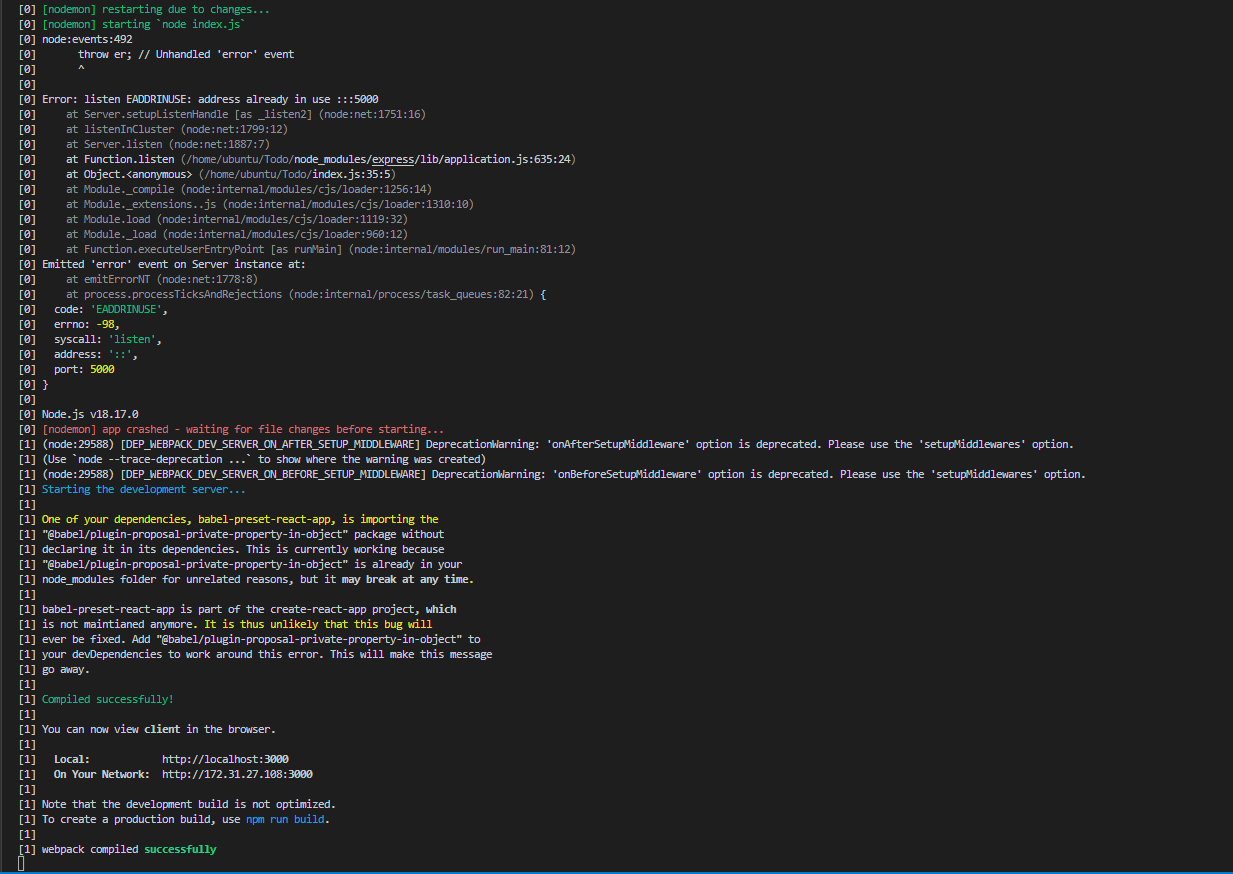 [0] [nodemon] restarting due to changes...
[0] [nodemon] starting `node index.js`
[0] node:events:492
[0]       throw er; // Unhandled 'error' event
[0]       ^
[0]
[0] Error: listen EADDRINUSE: address already in use :::5000
[0]     at Server.setupListenHandle [as _listen2] (node:net:1751:16)
[0]     at listenInCluster (node:net:1799:12)
[0]     at Server.listen (node:net:1887:7)
[0]     at Function.listen (/home/ubuntu/Todo/node_modules/express/lib/application.js:635:24)
[0]     at Object.<anonymous> (/home/ubuntu/Todo/index.js:35:5)
[0]     at Module._compile (node:internal/modules/cjs/loader:1256:14)
[0]     at Module._extensions..js (node:internal/modules/cjs/loader:1310:10)
[0]     at Module.load (node:internal/modules/cjs/loader:1119:32)
[0]     at Module._load (node:internal/modules/cjs/loader:960:12)
[0]     at Function.executeUserEntryPoint [as runMain] (node:internal/modules/run_main:81:12)
[0] Emitted 'error' event on Server instance at:
[0]     at emitErrorNT (node:net:1778:8)
[0]     at process.processTicksAndRejections (node:internal/process/task_queues:82:21) {
[0]   code: 'EADDRINUSE',
[0]   errno: -98,
[0]   syscall: 'listen',
[0]   address: '::',
[0]   port: 5000
[0] }
[0]
[0] Node.js v18.17.0
[0] [nodemon] app crashed - waiting for file changes before starting...
[1] (node:29588) [DEP_WEBPACK_DEV_SERVER_ON_AFTER_SETUP_MIDDLEWARE] DeprecationWarning: 'onAfterSetupMiddleware' option is deprecated. Please use the 'setupMiddlewares' option.
[1] (Use `node --trace-deprecation ...` to show where the warning was created)
[1] (node:29588) [DEP_WEBPACK_DEV_SERVER_ON_BEFORE_SETUP_MIDDLEWARE] DeprecationWarning: 'onBeforeSetupMiddleware' option is deprecated. Please use the 'setupMiddlewares' option.
[1] Starting the development server...
[1]
[1] One of your dependencies, babel-preset-react-app, is importing the
[1] "@babel/plugin-proposal-private-property-in-object" package without
[1] declaring it in its dependencies. This is currently working because
[1] "@babel/plugin-proposal-private-property-in-object" is already in your
[1] node_modules folder for unrelated reasons, but it may break at any time.
[1]
[1] babel-preset-react-app is part of the create-react-app project, which
[1] is not maintianed anymore. It is thus unlikely that this bug will
[1] ever be fixed. Add "@babel/plugin-proposal-private-property-in-object" to
[1] your devDependencies to work around this error. This will make this message
[1] go away.
[1]
[1] Compiled successfully!
[1]
[1] You can now view client in the browser.
[1]
[1]   Local:            http://localhost:3000
[1]   On Your Network:  http://172.31.27.108:3000
[1]
[1] Note that the development build is not optimized.
[1] To create a production build, use npm run build.
[1]
[1] webpack compiled successfully